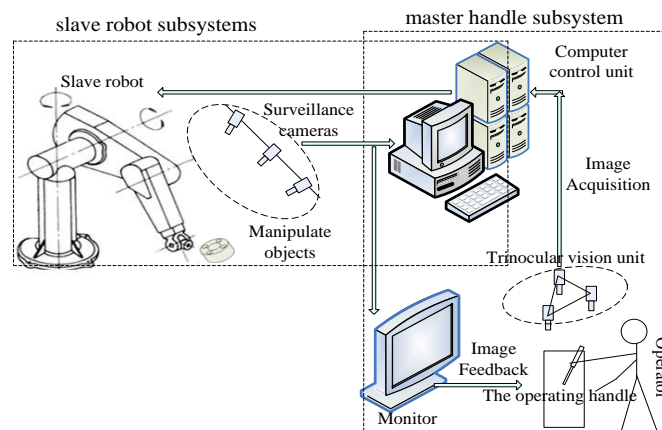 slave robot subsystems
master handle subsystem
Computer
control unit
Slave robot
Surveillance
cameras
Image
Acquisition
Manipulate
objects
Trinocular vision unit
Image
Feedback
The operating handle
Operator
Monitor